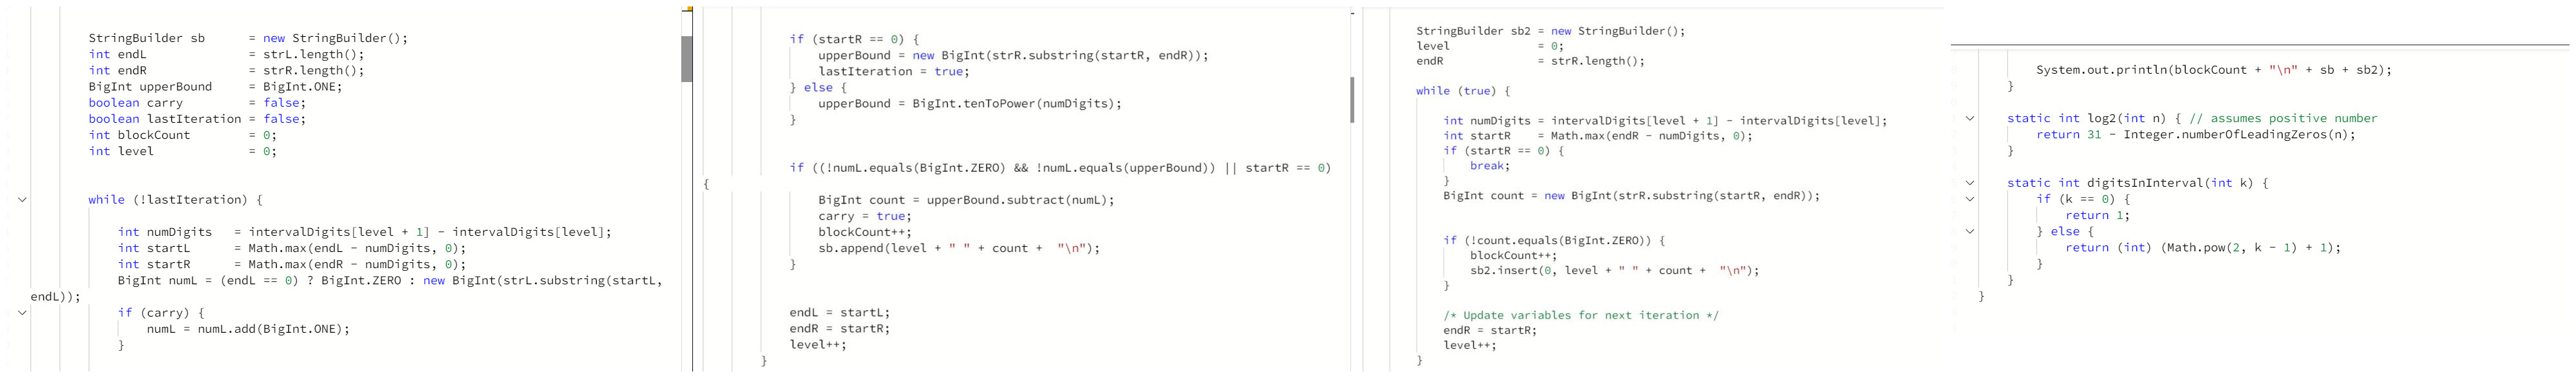 StringBuilder sb      = new StringBuilder();
int endL              = strL.length();
int endR              = strR.length();
BigInt upperBound     = BigInt.ONE;
boolean carry         = false;
boolean lastIteration = false;
int blockCount        = 0;
int level             = 0;
while (!lastIteration) {
int numDigits   = intervalDigits[level + 1] - intervalDigits[level];
int startL      = Math.max(endL - numDigits, 0);
int startR      = Math.max(endR - numDigits, 0);
BigInt numL = (endL == 0) ? BigInt.ZERO : new BigInt(strL.substring(startL,
endL));
if (carry) {
numL = numL.add(BigInt.ONE);
}
if (startR == 0) {
upperBound = new BigInt(strR.substring(startR, endR));
lastIteration = true;
} else {
upperBound = BigInt.tenToPower(numDigits);
}
if ((!numL.equals(BigInt.ZERO) && !numL.equals(upperBound)) || startR == 0)
{
BigInt count = upperBound.subtract(numL);
carry = true;
blockCount++;
sb.append(level + " " + count +  "\n");
}
endL = startL;
endR = startR;
level++;
}
StringBuilder sb2 = new StringBuilder();
level             = 0;
endR              = strR.length();
while (true) {
int numDigits = intervalDigits[level + 1] - intervalDigits[level];
int startR    = Math.max(endR - numDigits, 0);
if (startR == 0) {
break;
}
BigInt count = new BigInt(strR.substring(startR, endR));
if (!count.equals(BigInt.ZERO)) {
blockCount++;
sb2.insert(0, level + " " + count +  "\n");
}
/* Update variables for next iteration */
endR = startR;
level++;
}
System.out.println(blockCount + "\n" + sb + sb2);
}
static int log2(int n) { // assumes positive number
return 31 - Integer.numberOfLeadingZeros(n);
}
static int digitsInInterval(int k) {
if (k == 0) {
return 1;
} else {
return (int) (Math.pow(2, k - 1) + 1);
}
}
}